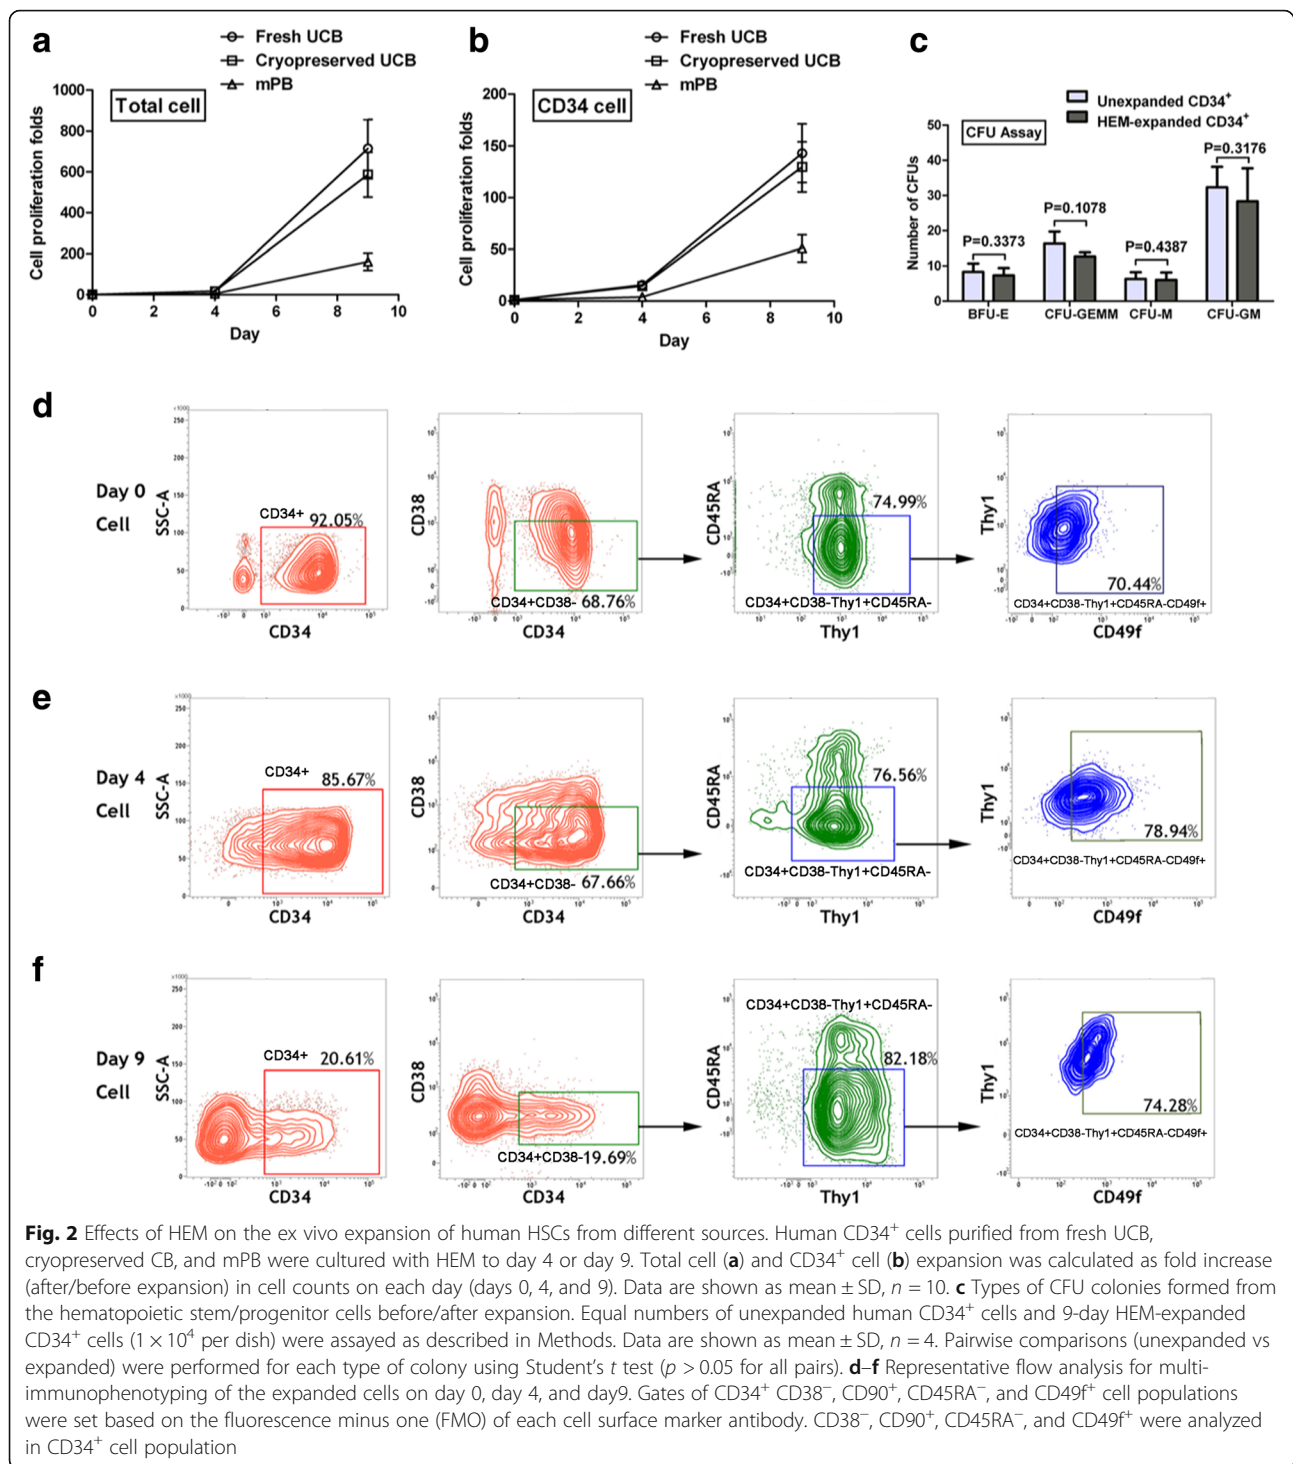 a
Fresh UCB
Cryopreserved UCB
mPB
Total cell
Cell proliferation folds
1000
800
600
400
200
0
0 2 4 6 8 10
Day
b
Fresh UCB
Cryopreserved UCB
mPB
CD34 cell
Cell proliferation folds
200
150
100
50
0
0 2 4 6 8 10
Day
c
Unexpanded CD34+
HEM-expanded CD34+
CFU Assay
Number of CFUs
50
40
30
20
10
0
P=0.3373
P=0.1078
P=0.4387
P=0.3176
BFU-E CFU-GEMM CFU-M CFU-GM
d
Day 0
Cell
SSC-A
250
200
150
100
50
0
CD34+
92.05%
CD34
CD38
CD34+CD38- 68.76%
CD34
CD45RA
74.99%
CD34+CD38-Thy1+CD45RA-
Thy1
Thy1
70.44%
CD34+CD38-Thy1+CD45RA-CD49f+
CD49f
e
Day 4
Cell
SSC-A
250
200
150
100
50
0
CD34+
85.67%
CD34
CD38
CD34+CD38- 67.66%
CD34
CD45RA
76.56%
CD34+CD38-Thy1+CD45RA-
Thy1
Thy1
78.94%
CD34+CD38-Thy1+CD45RA-CD49f+
CD49f
f
Day 9
Cell
SSC-A
250
200
150
100
50
0
CD34+ 20.61%
CD34
CD38
CD34+CD38-19.69%
CD34
CD45RA
CD34+CD38-Thy1+CD45RA-
82.18%
Thy1
Thy1
74.28%
CD34+CD38-Thy1+CD45RA-CD49f+
CD49f
Fig. 2 Effects of HEM on the ex vivo expansion of human HSCs from different sources. Human CD34+ cells purified from fresh UCB,
cryopreserved CB, and mPB were cultured with HEM to day 4 or day 9. Total cell (a) and CD34+ cell (b) expansion was calculated as fold increase
(after/before expansion) in cell counts on each day (days 0, 4, and 9). Data are shown as mean ± SD, n = 10. c Types of CFU colonies formed from
the hematopoietic stem/progenitor cells before/after expansion. Equal numbers of unexpanded human CD34+ cells and 9-day HEM-expanded
CD34+ cells (1 × 10⁴ per dish) were assayed as described in Methods. Data are shown as mean ± SD, n = 4. Pairwise comparisons (unexpanded vs
expanded) were performed for each type of colony using Student's t test (p > 0.05 for all pairs). d–f Representative flow analysis for multi-
immunophenotyping of the expanded cells on day 0, day 4, and day9. Gates of CD34+ CD38−, CD90+, CD45RA−, and CD49f+ cell populations
were set based on the fluorescence minus one (FMO) of each cell surface marker antibody. CD38−, CD90+, CD45RA−, and CD49f+ were analyzed
in CD34+ cell population